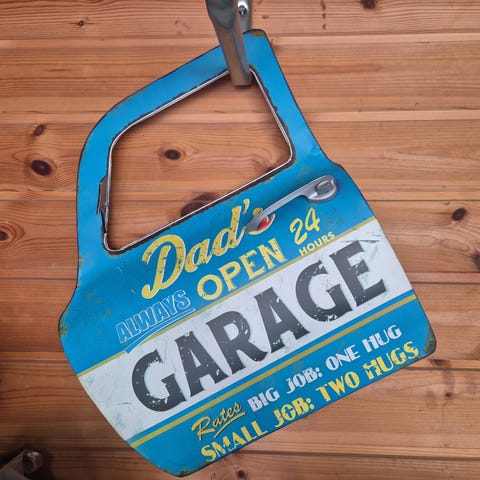 Dad's
ALWAYS OPEN 24 HOURS
GARAGE
Rates BIG JOB: ONE HUG
SMALL JOB: TWO HUGS